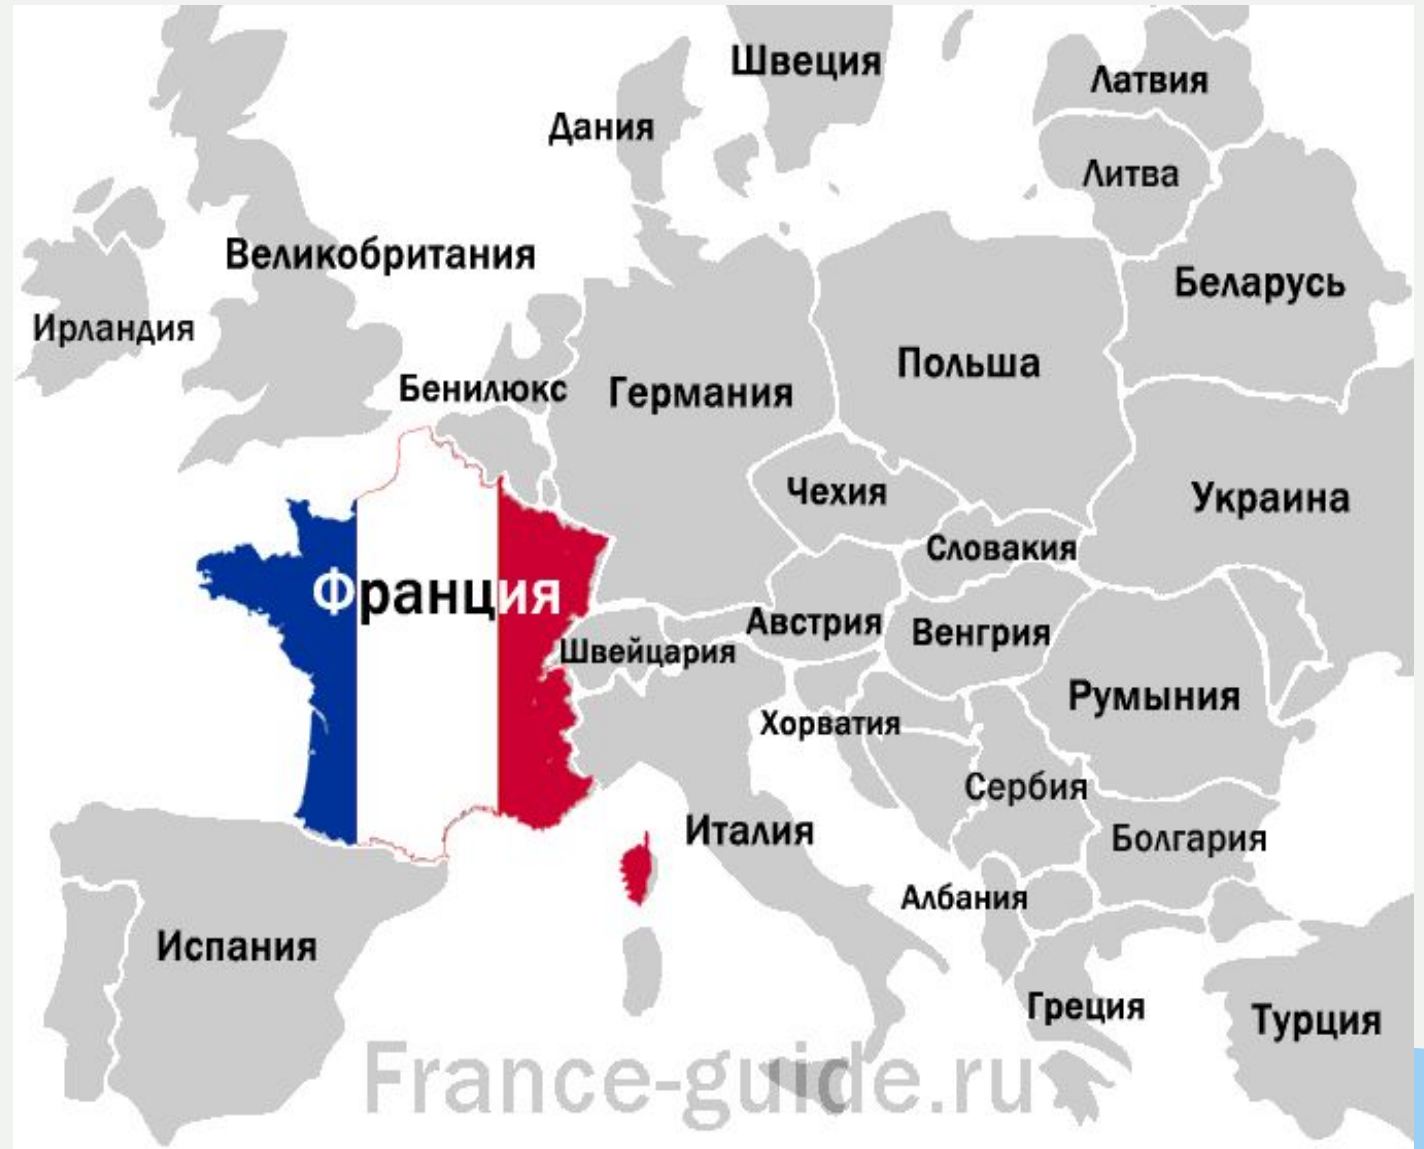 Швеция
Латвия
Дания
Литва
Великобритания
Беларусь
Ирландия
Польша
Бенилюкс
Германия
Чехия
Украина
Словакия
Франция
Австрия
Венгрия
Швейцария
Румыния
Хорватия
Сербия
Италия
Болгария
Албания
Испания
Греция
Турция
France-guide.ru